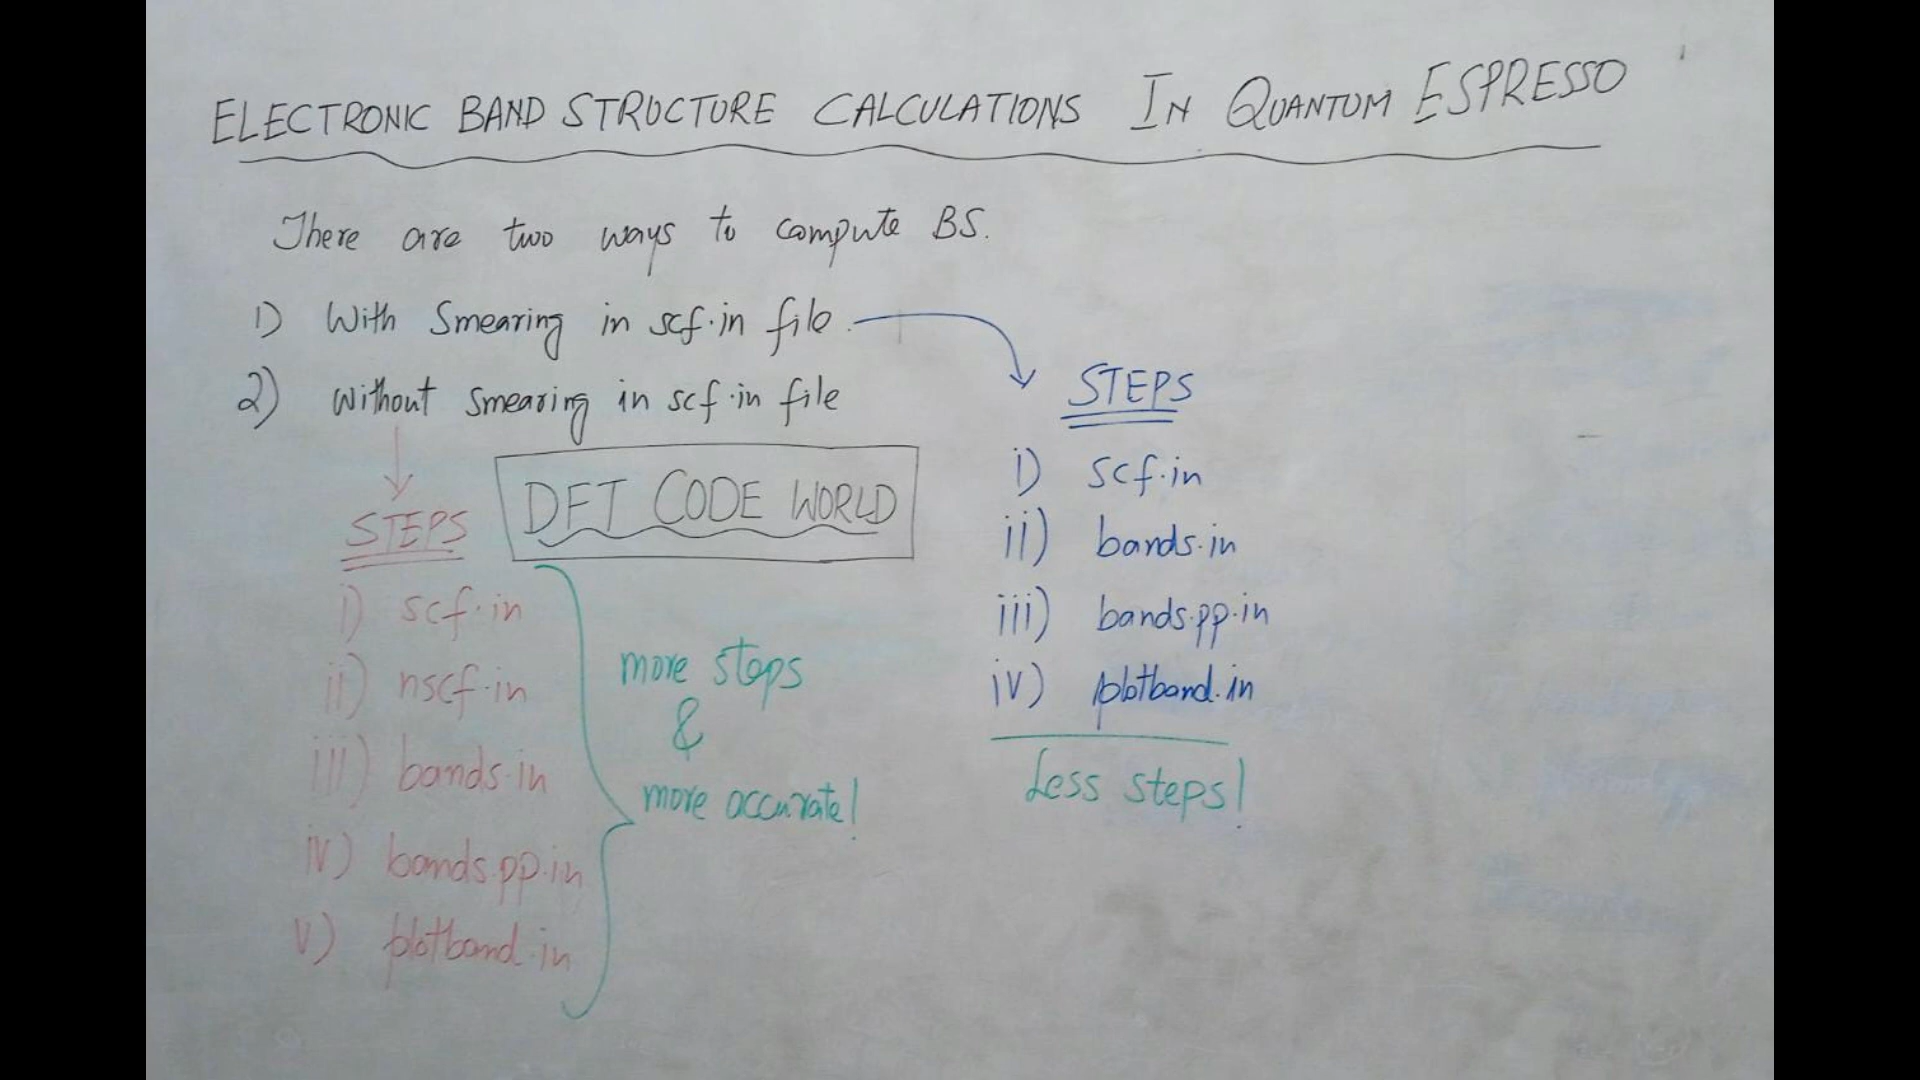 ELECTRONIC BAND STRUCTURE CALCULATIONS IN QUANTUM ESPRESSO
There are two ways to compute BS.
1) With Smearing in scf.in file.
2) Without Smearing in scf.in file
DFT CODE WORLD
STEPS
i) scf.in
ii) nscf.in
iii) bands.in
iv) bands.pp.in
v) plotband.in
more steps
&
more accurate!
STEPS
i) scf.in
ii) bands.in
iii) bands.pp.in
iv) plotband.in
Less steps!